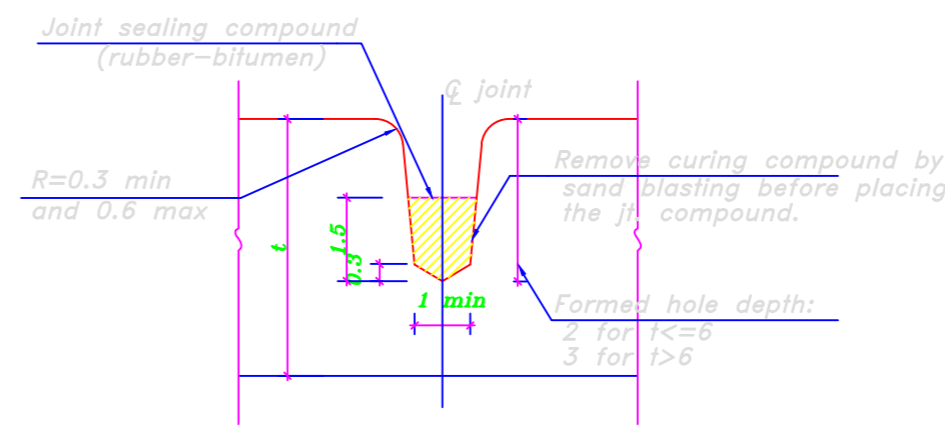 Joint sealing compound
(rubber-bitumen)
℄ joint
R=0.3 min
and 0.6 max
Remove curing compound by
sand blasting before placing
the jt. compound.
t
1.5
0.3
1 min
Formed hole depth:
2 for t<=6
3 for t>6